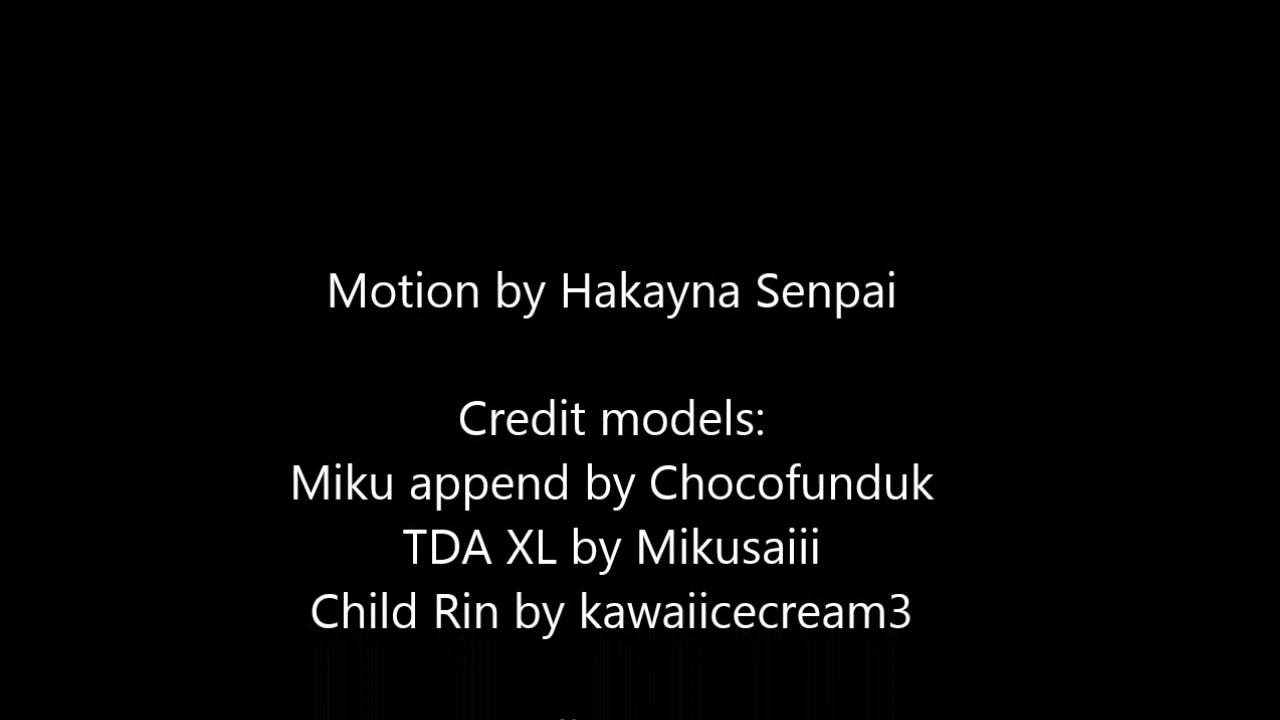 Motion by Hakayna Senpai
Credit models:
Miku append by Chocofunduk
TDA XL by Mikusaiii
Child Rin by kawaiicecream3